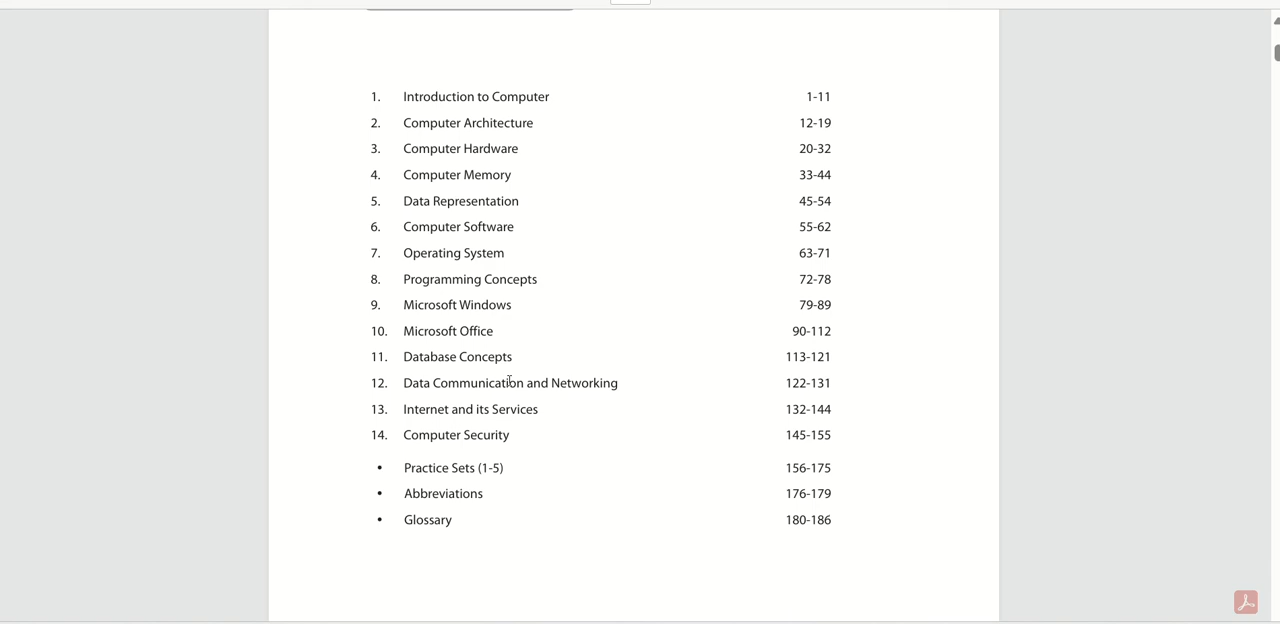 1. Introduction to Computer 1-11
2. Computer Architecture 12-19
3. Computer Hardware 20-32
4. Computer Memory 33-44
5. Data Representation 45-54
6. Computer Software 55-62
7. Operating System 63-71
8. Programming Concepts 72-78
9. Microsoft Windows 79-89
10. Microsoft Office 90-112
11. Database Concepts 113-121
12. Data Communication and Networking 122-131
13. Internet and its Services 132-144
14. Computer Security 145-155
• Practice Sets (1-5) 156-175
• Abbreviations 176-179
• Glossary 180-186